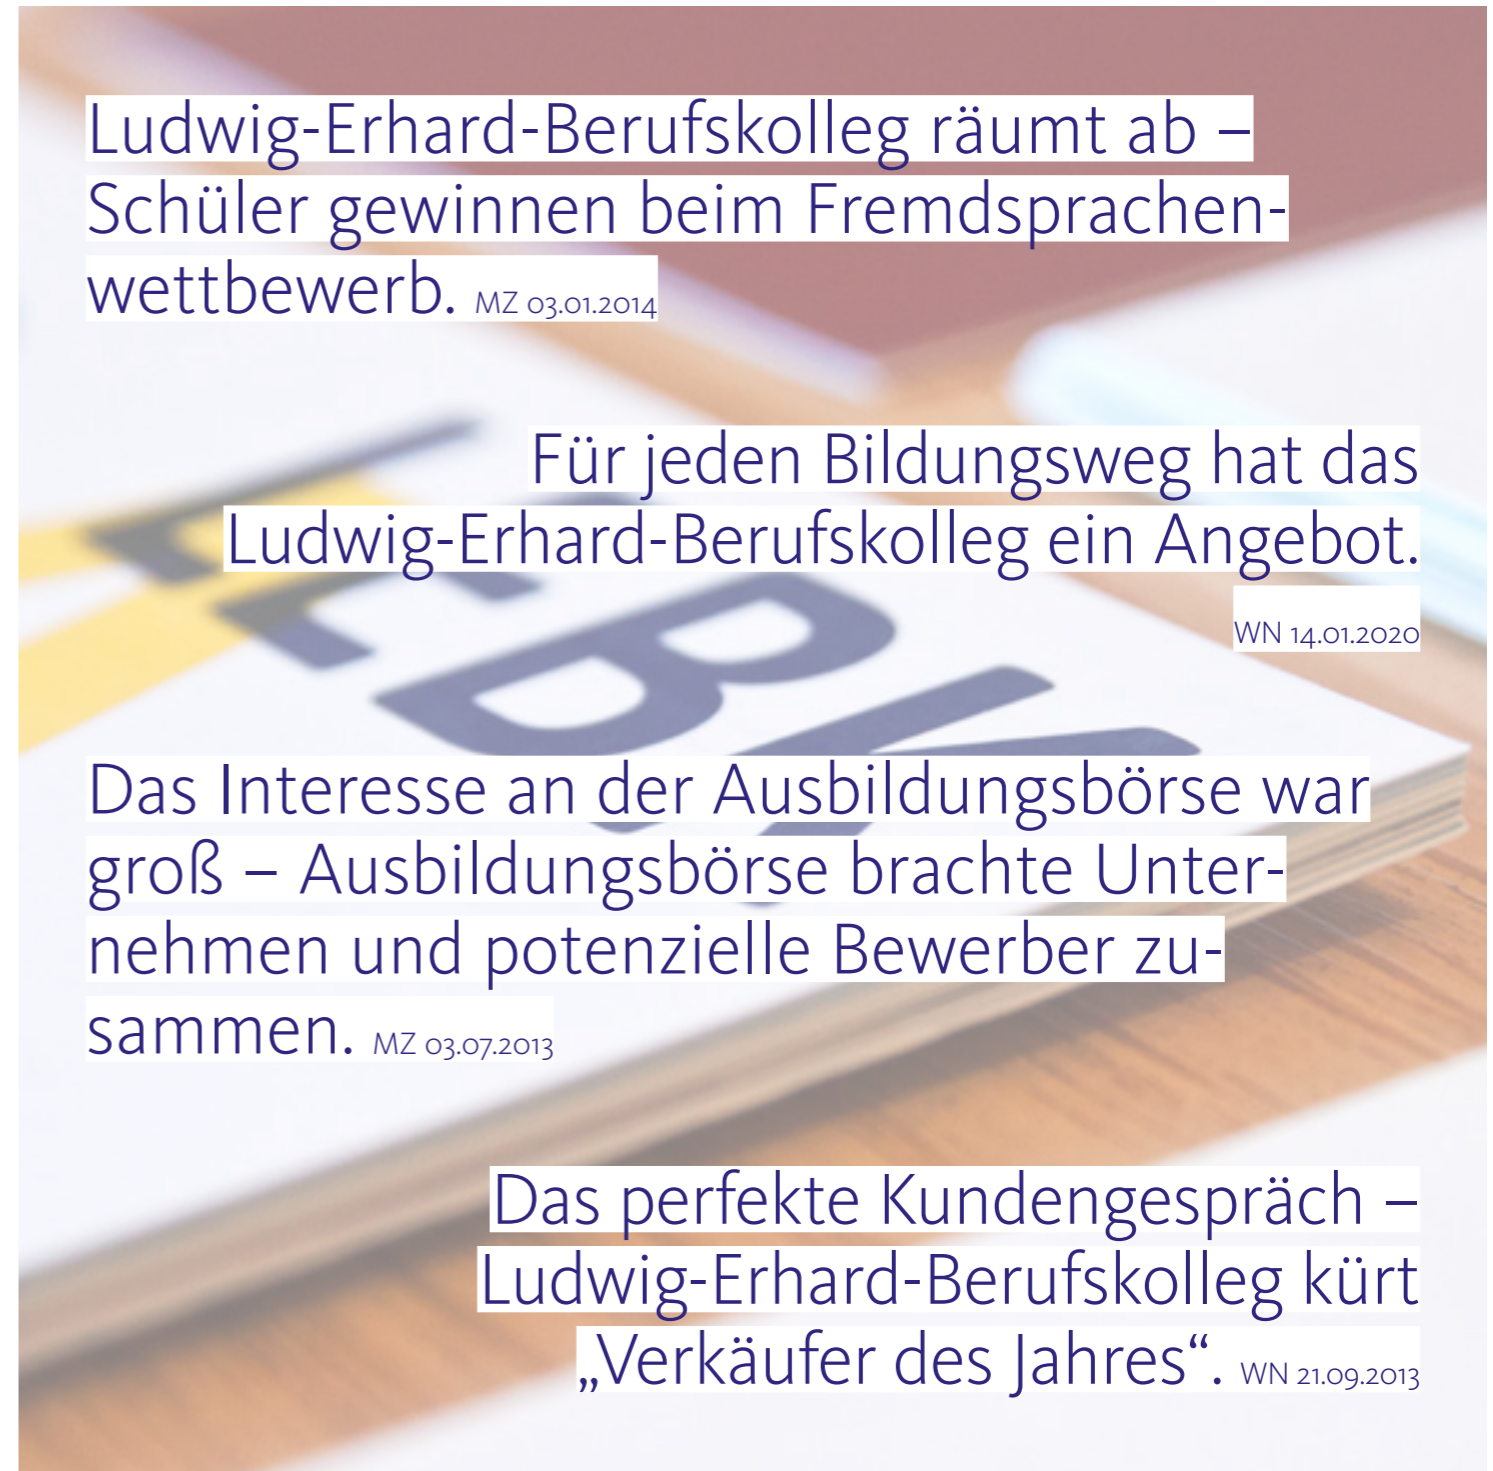 Ludwig-Erhard-Berufskolleg räumt ab –
Schüler gewinnen beim Fremdsprachen-
wettbewerb. MZ 03.01.2014
Für jeden Bildungsweg hat das
Ludwig-Erhard-Berufskolleg ein Angebot.
WN 14.01.2020
Das Interesse an der Ausbildungsbörse war
groß – Ausbildungsbörse brachte Unter-
nehmen und potenzielle Bewerber zu-
sammen. MZ 03.07.2013
Das perfekte Kundengespräch –
Ludwig-Erhard-Berufskolleg kürt
„Verkäufer des Jahres“. WN 21.09.2013